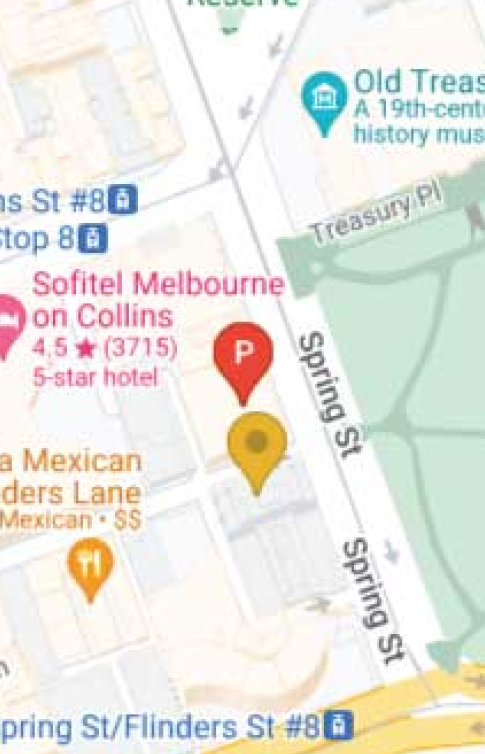 Reserve
Old Treas
A 19th-cent
history mus
ns St #8
Stop 8
Treasury Pl
Sofitel Melbourne
on Collins
4.5 ★ (3715)
5-star hotel
P
Spring St
a Mexican
ders Lane
Mexican • $$
Spring St
n
pring St/Flinders St #8